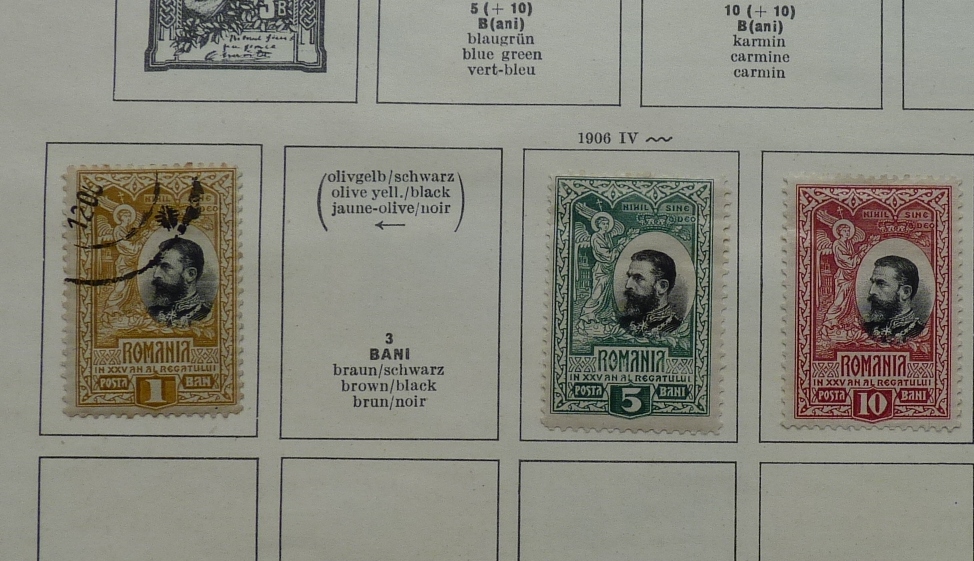 B
5 (+ 10)
B(ani)
blaugrün
blue green
vert-bleu
10 (+ 10)
B(ani)
karmin
carmine
carmin
1906 IV
1206
ROMANIA
IN XXV AN AL REGATULUI
POSTA 1 BAN
olivgelb/schwarz
olive yell./black
jaune-olive/noir
3
BANI
braun/schwarz
brown/black
brun/noir
NIHIL SINE
DEO
ROMANIA
IN XXV AN AL REGATULUI
POSTA 5 BANI
NIHIL SINE
DEO
ROMANIA
IN XXV AN AL REGATULUI
POSTA 10 BANI